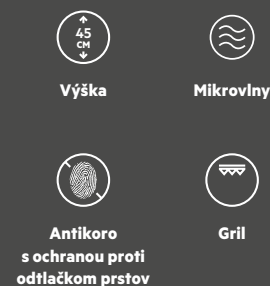 45
CM
Výška
Mikrovlny
Antikoro
s ochranou proti
odtlačkom prstov
Gril